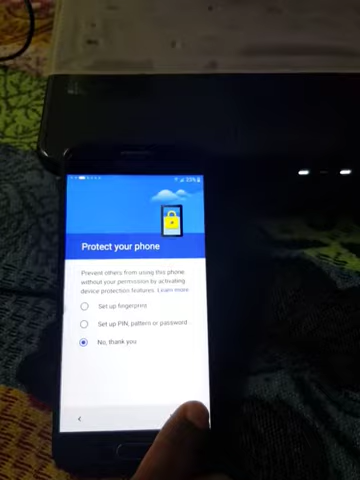 Protect your phone
Prevent others from using this phone
without your permission by activating
device protection features. Learn more
Set up fingerprint
Set up PIN, pattern or password
No, thank you